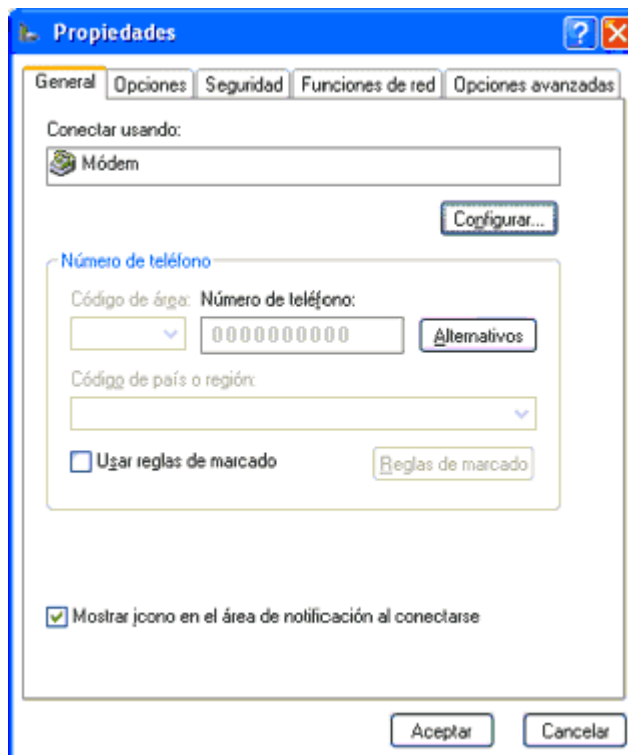 Propiedades
General Opciones Seguridad Funciones de red Opciones avanzadas
Conectar usando:
Módem
Configurar...
Número de teléfono
Código de área: Número de teléfono:
0000000000 Alternativos
Código de país o región:
Usar reglas de marcado Reglas de marcado
Mostrar icono en el área de notificación al conectarse
Aceptar Cancelar